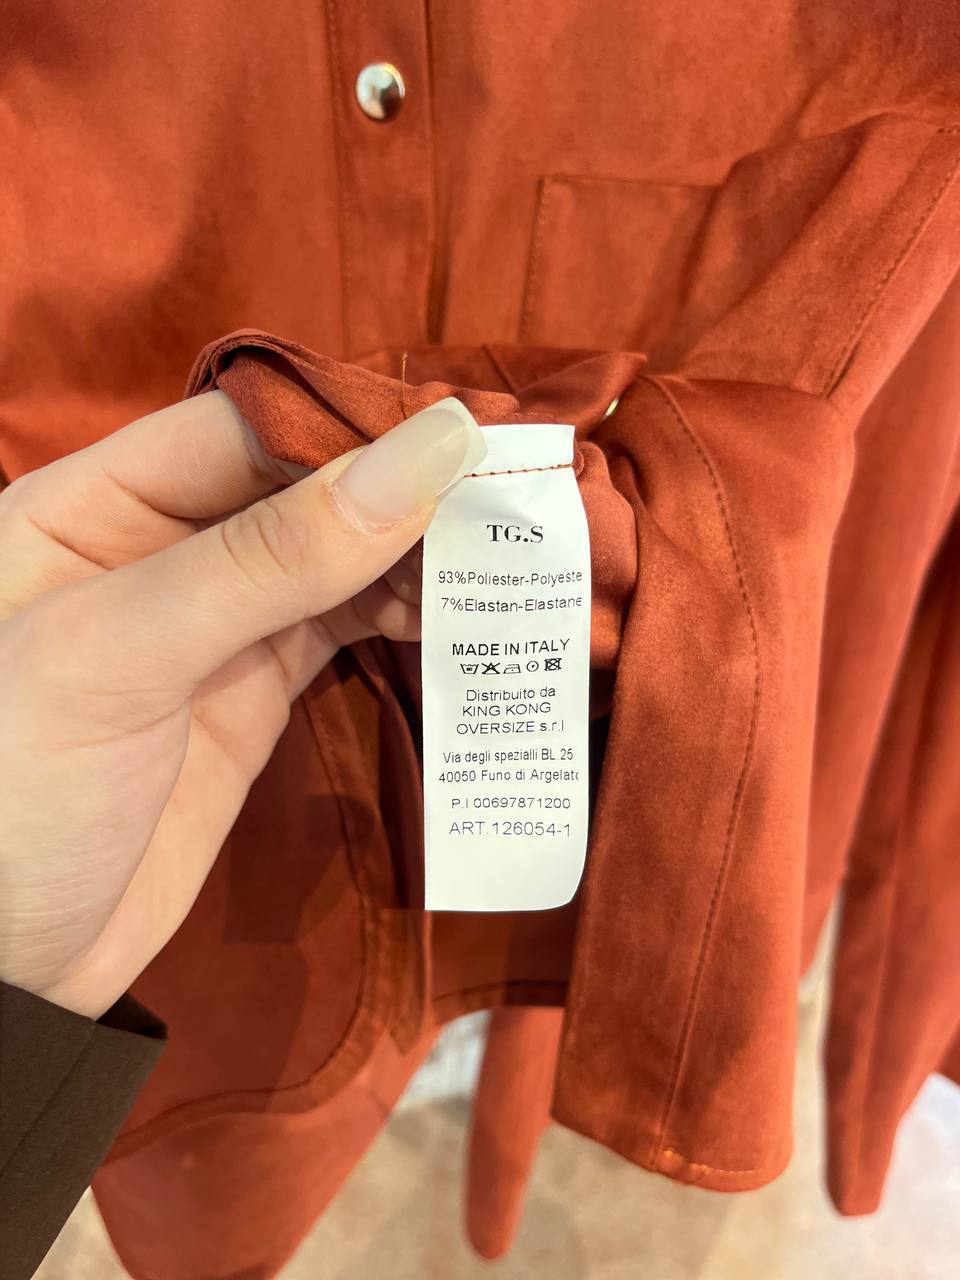 TG.S
93%Poliester-Polyeste
7%Elastan-Elastane
MADE IN ITALY
Distribuito da
KING KONG
OVERSIZE s.r.l
Via degli spezialli BL.25
40050 Funo di Argelato
P.I 00697871200
ART.126054-1